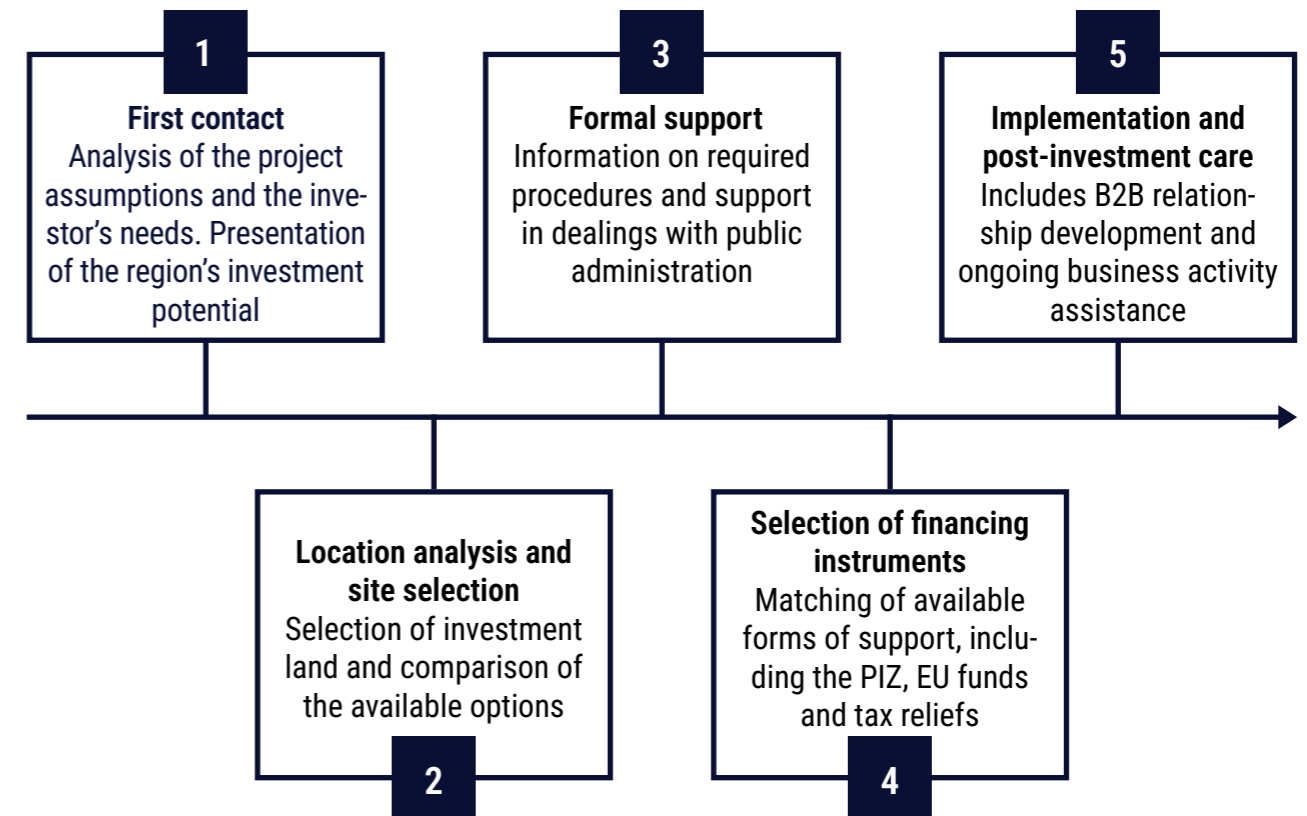 1
First contact
Analysis of the project
assumptions and the inve-
stor’s needs. Presentation
of the region’s investment
potential
2
Location analysis and
site selection
Selection of investment
land and comparison of
the available options
3
Formal support
Information on required
procedures and support
in dealings with public
administration
4
Selection of financing
instruments
Matching of available
forms of support, inclu-
ding the PIZ, EU funds
and tax reliefs
5
Implementation and
post-investment care
Includes B2B relation-
ship development and
ongoing business activity
assistance